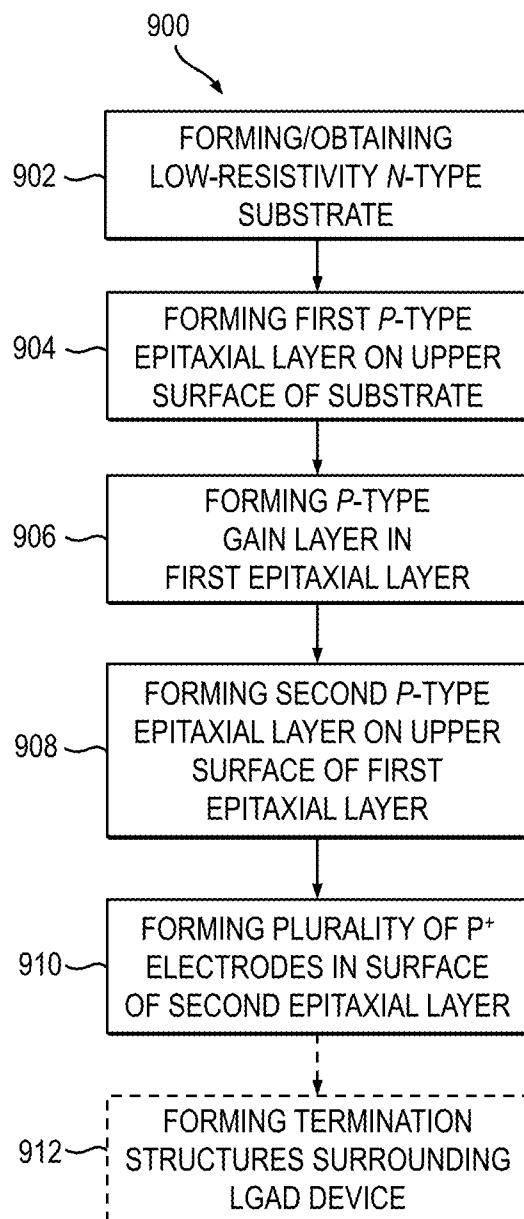 900
902
FORMING/OBTAINING
LOW-RESISTIVITY N-TYPE
SUBSTRATE
904
FORMING FIRST P-TYPE
EPITAXIAL LAYER ON UPPER
SURFACE OF SUBSTRATE
906
FORMING P-TYPE
GAIN LAYER IN
FIRST EPITAXIAL LAYER
908
FORMING SECOND P-TYPE
EPITAXIAL LAYER ON UPPER
SURFACE OF FIRST
EPITAXIAL LAYER
910
FORMING PLURALITY OF P⁺
ELECTRODES IN SURFACE
OF SECOND EPITAXIAL LAYER
912
FORMING TERMINATION
STRUCTURES SURROUNDING
LGAD DEVICE